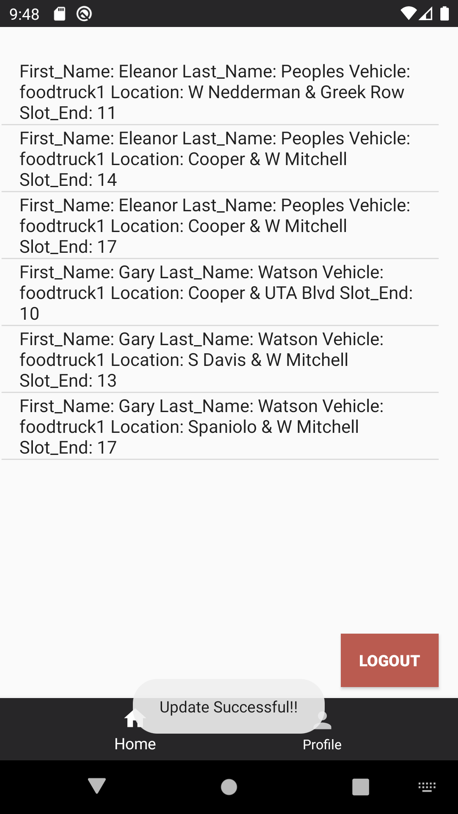 9:48
First_Name: Eleanor Last_Name: Peoples Vehicle:
foodtruck1 Location: W Nedderman & Greek Row
Slot_End: 11
First_Name: Eleanor Last_Name: Peoples Vehicle:
foodtruck1 Location: Cooper & W Mitchell
Slot_End: 14
First_Name: Eleanor Last_Name: Peoples Vehicle:
foodtruck1 Location: Cooper & W Mitchell
Slot_End: 17
First_Name: Gary Last_Name: Watson Vehicle:
foodtruck1 Location: Cooper & UTA Blvd Slot_End:
10
First_Name: Gary Last_Name: Watson Vehicle:
foodtruck1 Location: S Davis & W Mitchell
Slot_End: 13
First_Name: Gary Last_Name: Watson Vehicle:
foodtruck1 Location: Spaniolo & W Mitchell
Slot_End: 17
LOGOUT
Update Successful!!
Home
Profile